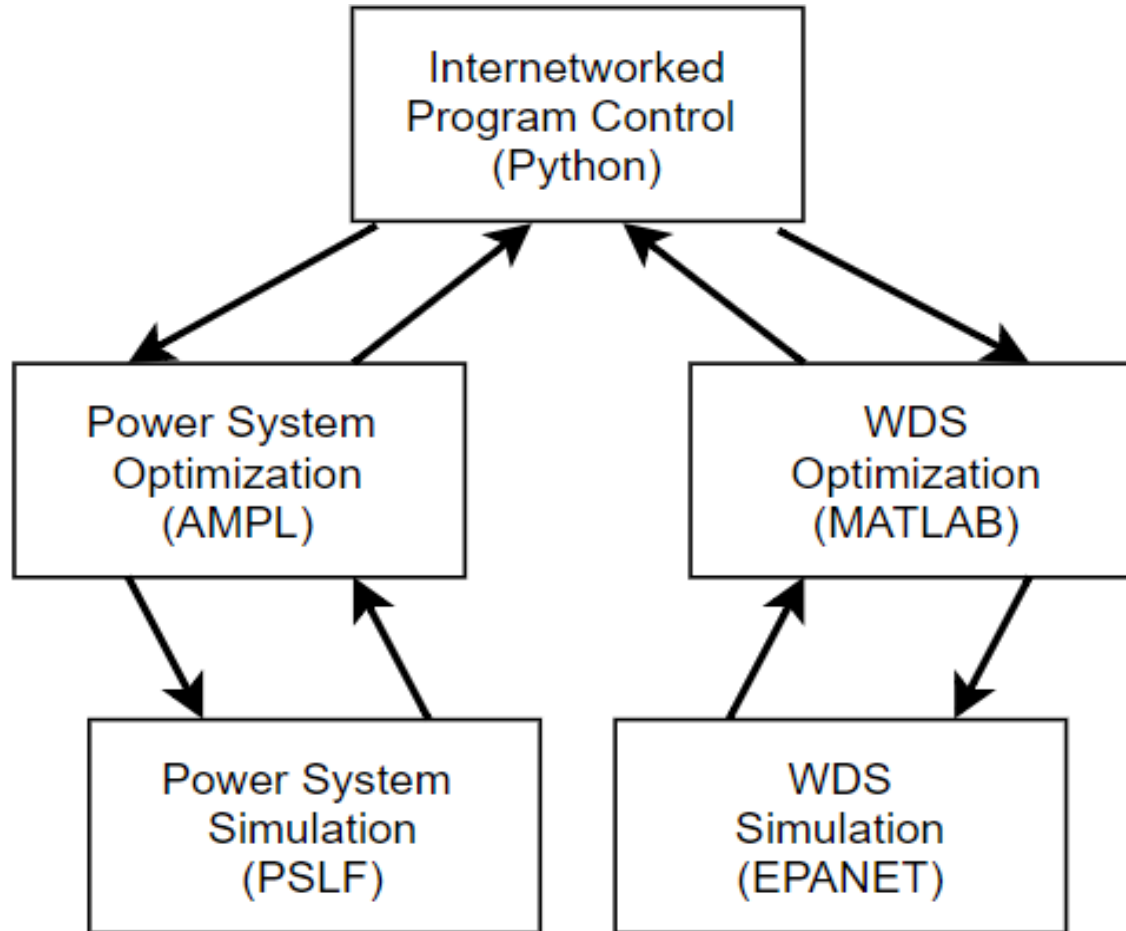 Internetworked
Program Control
(Python)
Power System
Optimization
(AMPL)
WDS
Optimization
(MATLAB)
Power System
Simulation
(PSLF)
WDS
Simulation
(EPANET)